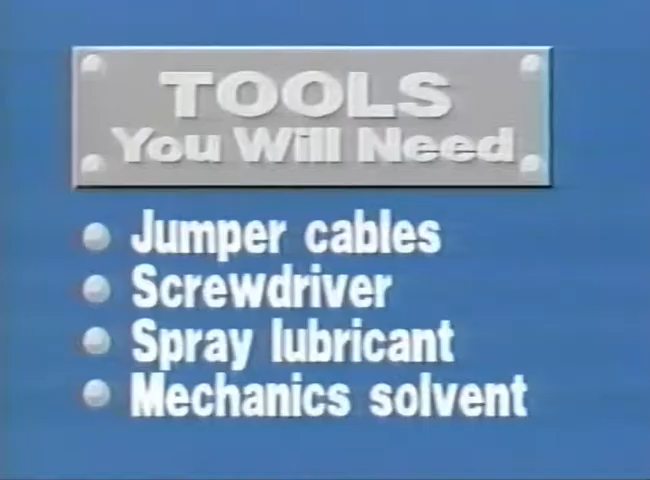 TOOLS
You Will Need
Jumper cables
Screwdriver
Spray lubricant
Mechanics solvent